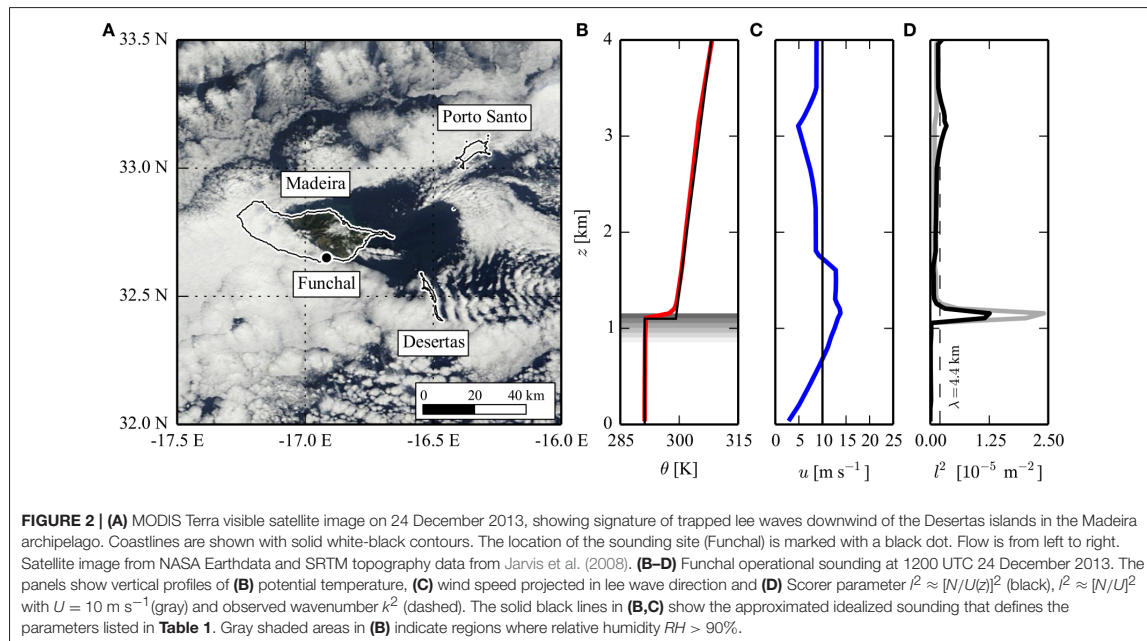 A
B
C
D
33.5 N
33.0 N
32.5 N
32.0 N
-17.5
-17.0
-16.5
-16.0 E
Porto Santo
Madeira
Funchal
Desertas
0 20 40 km
4
3
2
1
0
z [km]
285 300 315
θ [K]
0 5 10 15 20 25
u [m s⁻¹]
λ = 4.4 km
0.00 1.25 2.50
l² [10⁻⁵ m⁻²]
FIGURE 2 | (A) MODIS Terra visible satellite image on 24 December 2013, showing signature of trapped lee waves downwind of the Desertas islands in the Madeira
archipelago. Coastlines are shown with solid white-black contours. The location of the sounding site (Funchal) is marked with a black dot. Flow is from left to right.
Satellite image from NASA Earthdata and SRTM topography data from Jarvis et al. (2008). (B–D) Funchal operational sounding at 1200 UTC 24 December 2013. The
panels show vertical profiles of (B) potential temperature, (C) wind speed projected in lee wave direction and (D) Scorer parameter l² ≈ [N/U(z)]² (black), l² ≈ [N/U]²
with U = 10 m s⁻¹(gray) and observed wavenumber k² (dashed). The solid black lines in (B,C) show the approximated idealized sounding that defines the
parameters listed in Table 1. Gray shaded areas in (B) indicate regions where relative humidity RH > 90%.